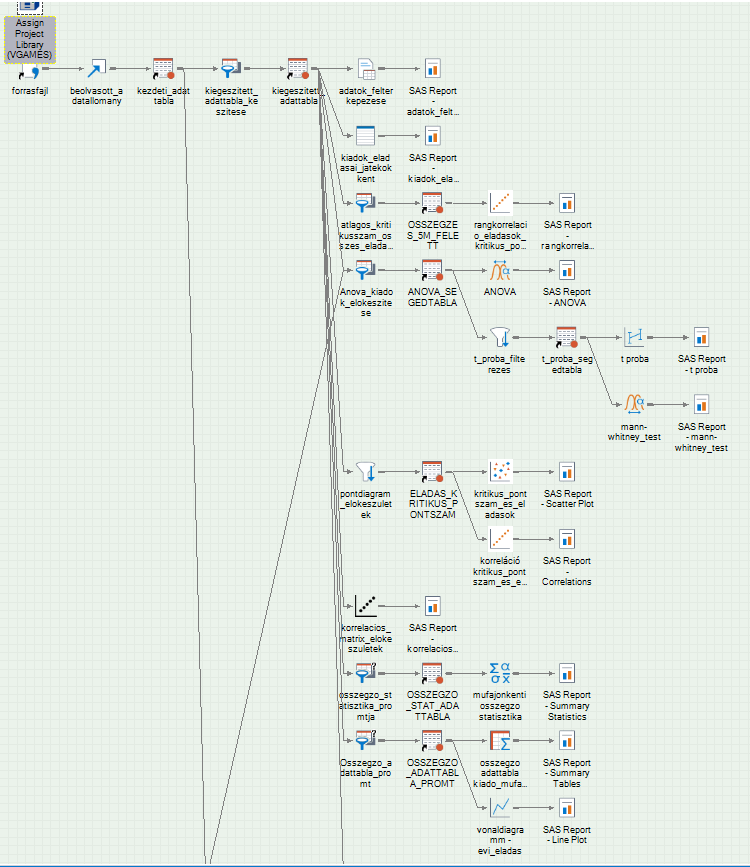 Assign
Project
Library
(VGAMES)
forrasfajl
beolvasott_a
datallomany
kezdeti_adat
tabla
kiegeszitett_
adattabla_ke
szitese
kiegeszitett_
adattabla
adatok_felter
kepezese
SAS Report
-
adatok_felt...
kiadok_elad
asai_jatekok
kent
SAS Report
-
kiadok_ela...
atlagos_kriti
kusszam_os
szes_elada...
OSSZEGZE
S_5M_FELE
TT
rangkorrelaci
o_eladasok_
kritikus_po...
SAS Report
-
rangkorrela...
Anova_kiado
k_elokeszite
se
ANOVA_SE
GEDTABLA
ANOVA
SAS Report
- ANOVA
t_proba_filte
rezes
t_proba_seg
edtabla
t proba
SAS Report
- t proba
mann-
whitney_test
SAS Report
- mann-
whitney_test
pontdiagram
_elokeszulet
ek
ELADAS_K
RITIKUS_P
ONTSZAM
kritikus_pont
szam_es_el
adasok
SAS Report
- Scatter Plot
korreláció
kritikus_pont
szam_es_e...
SAS Report
-
Correlations
korrelacios_
matrix_eloke
szuletek
SAS Report
-
korrelacios...
osszegzo_st
atisztika_pro
mtja
OSSZEGZO
_STAT_ADA
TTABLA
mufajonkenti
osszegzo
statisztika
SAS Report
- Summary
Statistics
Osszegzo_a
dattabla_pro
mt
OSSZEGZO
_ADATTABL
A_PROMT
osszegzo
adattabla
kiado_mufa...
SAS Report
- Summary
Tables
vonaldiagra
mm -
evi_eladas
SAS Report
- Line Plot